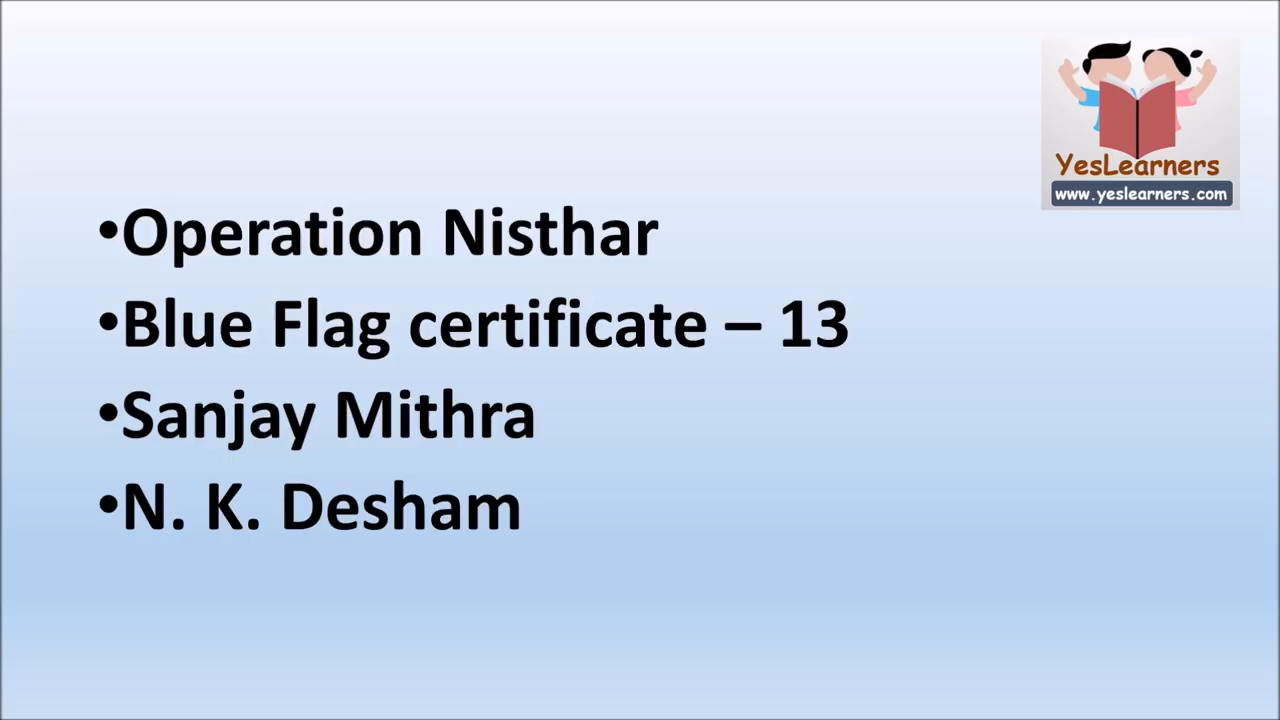 YesLearners
www.yeslearners.com
•Operation Nisthar
•Blue Flag certificate – 13
•Sanjay Mithra
•N. K. Desham